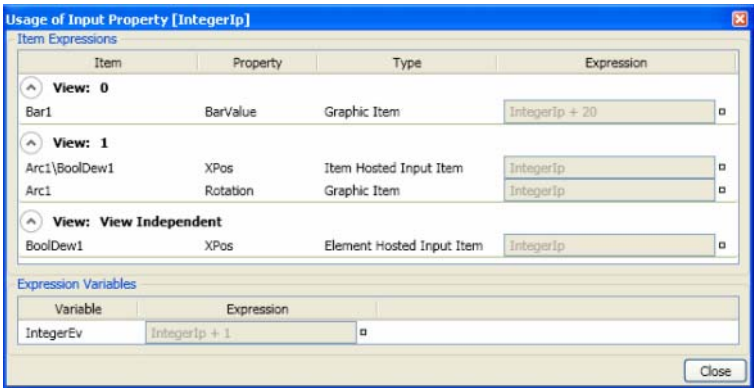 Usage of Input Property [IntegerIp]
Item Expressions
Item Property Type Expression
View: 0
Bar1 BarValue Graphic Item IntegerIp + 20
View: 1
Arc1\BoolDew1 XPos Item Hosted Input Item IntegerIp
Arc1 Rotation Graphic Item IntegerIp
View: View Independent
BoolDew1 XPos Element Hosted Input Item IntegerIp
Expression Variables
Variable Expression
IntegerEv IntegerIp + 1
Close